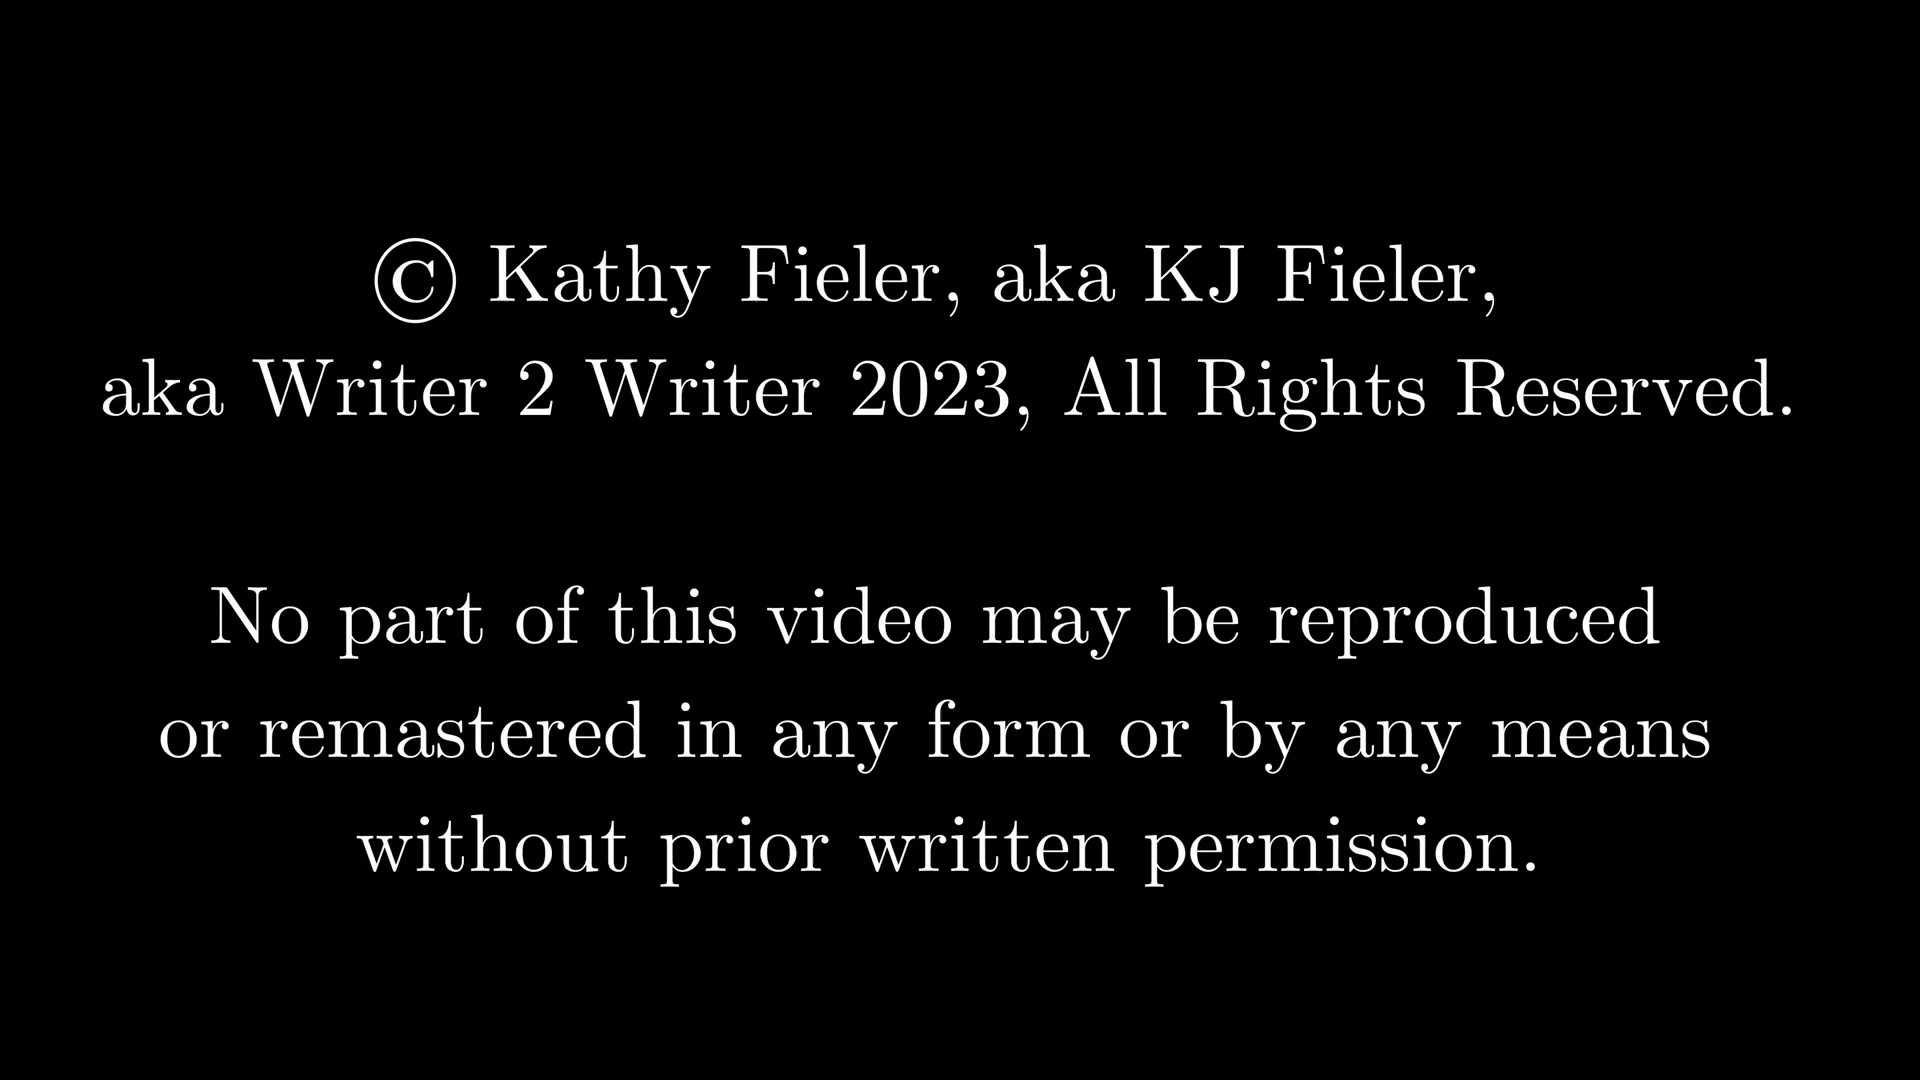 © Kathy Fieler, aka KJ Fieler,
aka Writer 2 Writer 2023, All Rights Reserved.
No part of this video may be reproduced
or remastered in any form or by any means
without prior written permission.